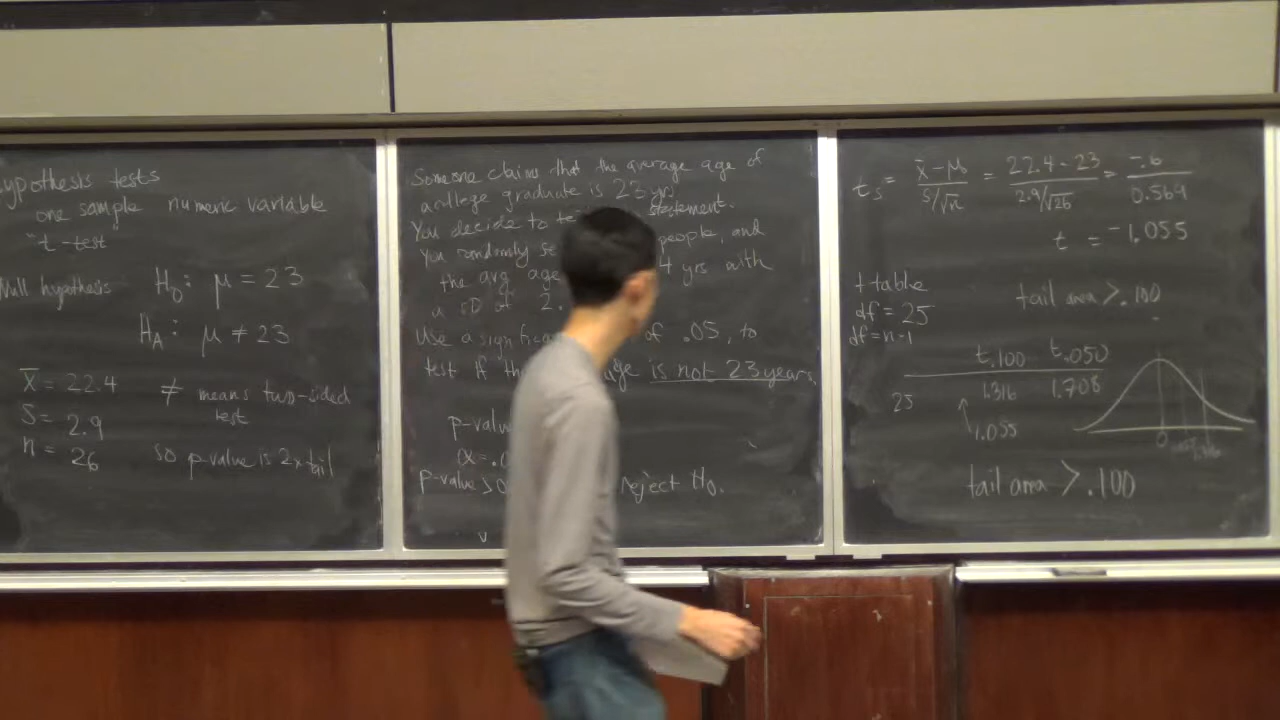 ypothesis tests
one sample numeric variable
"t-test"
Null hypothesis H₀: μ = 23
H_A: μ ≠ 23
x̄ = 22.4
S = 2.9
n = 26
≠ means two-sided
test
so p-value is 2x tail
Someone claims that the average age of
a college graduate is 23 yrs.
You decide to te statement.
You randomly se people, and
the avg age 4 yrs with
a SD of 2.
Use a signific of .05, to
test if th age is not 23 years.
p-valu
α = .0
p-value > 0 reject H₀.
t_s = (x̄ - μ₀)/(s/√n) = (22.4 - 23)/(2.9/√26) = -.6/0.569
t = -1.055
t table
df = 25
df = n-1
tail area > .100
t.100 t.050
25 1.316 1.708
1.055
0
tail area > .100